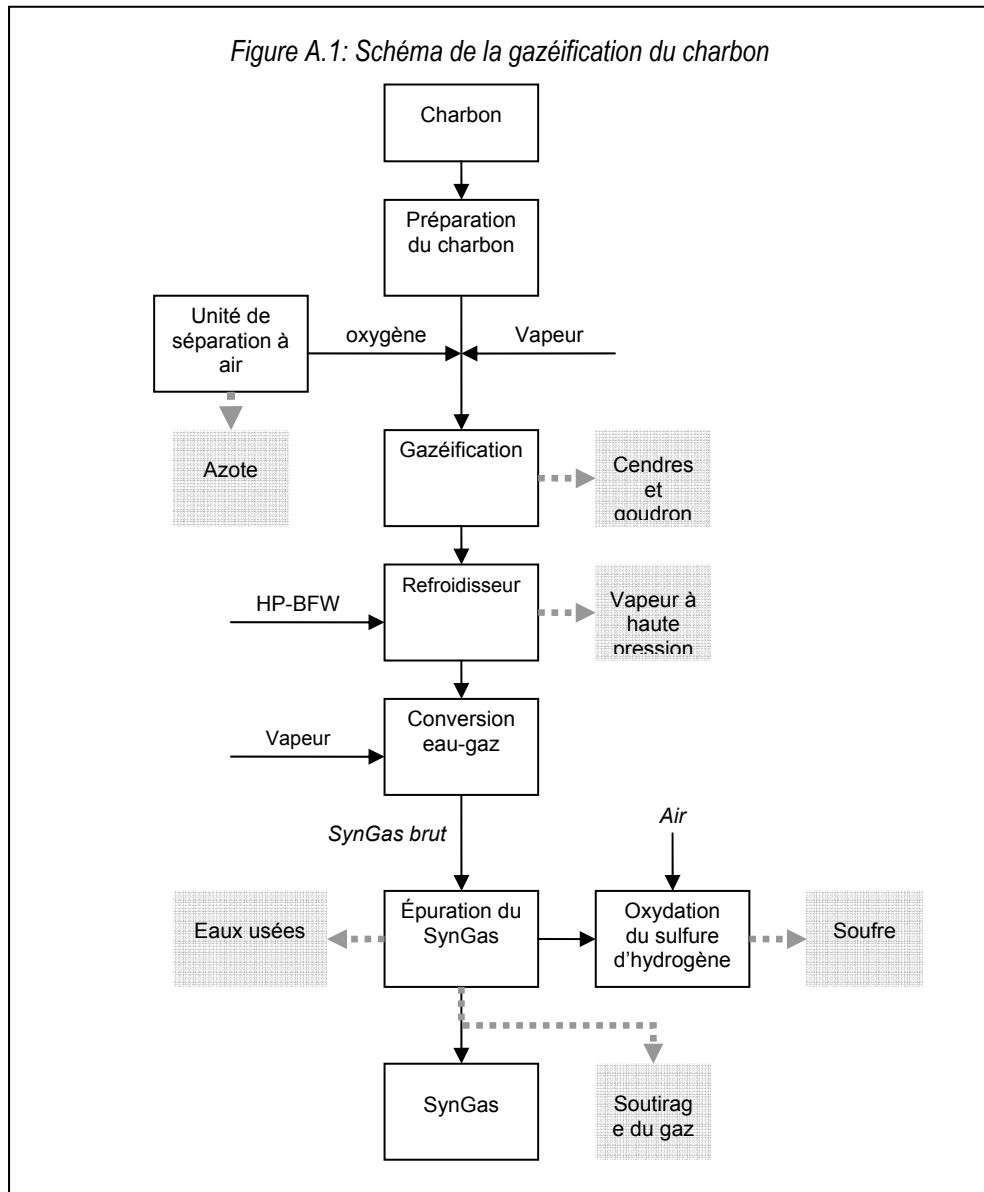 Figure A.1: Schéma de la gazéification du charbon
Charbon
Préparation
du charbon
Unité de
séparation à
air
oxygène
Vapeur
Azote
Gazéification
Cendres
et
goudron
HP-BFW
Refroidisseur
Vapeur à
haute
pression
Vapeur
Conversion
eau-gaz
SynGas brut
Air
Eaux usées
Épuration du
SynGas
Oxydation
du sulfure
d'hydrogène
Soufre
SynGas
Soutirag
e du gaz